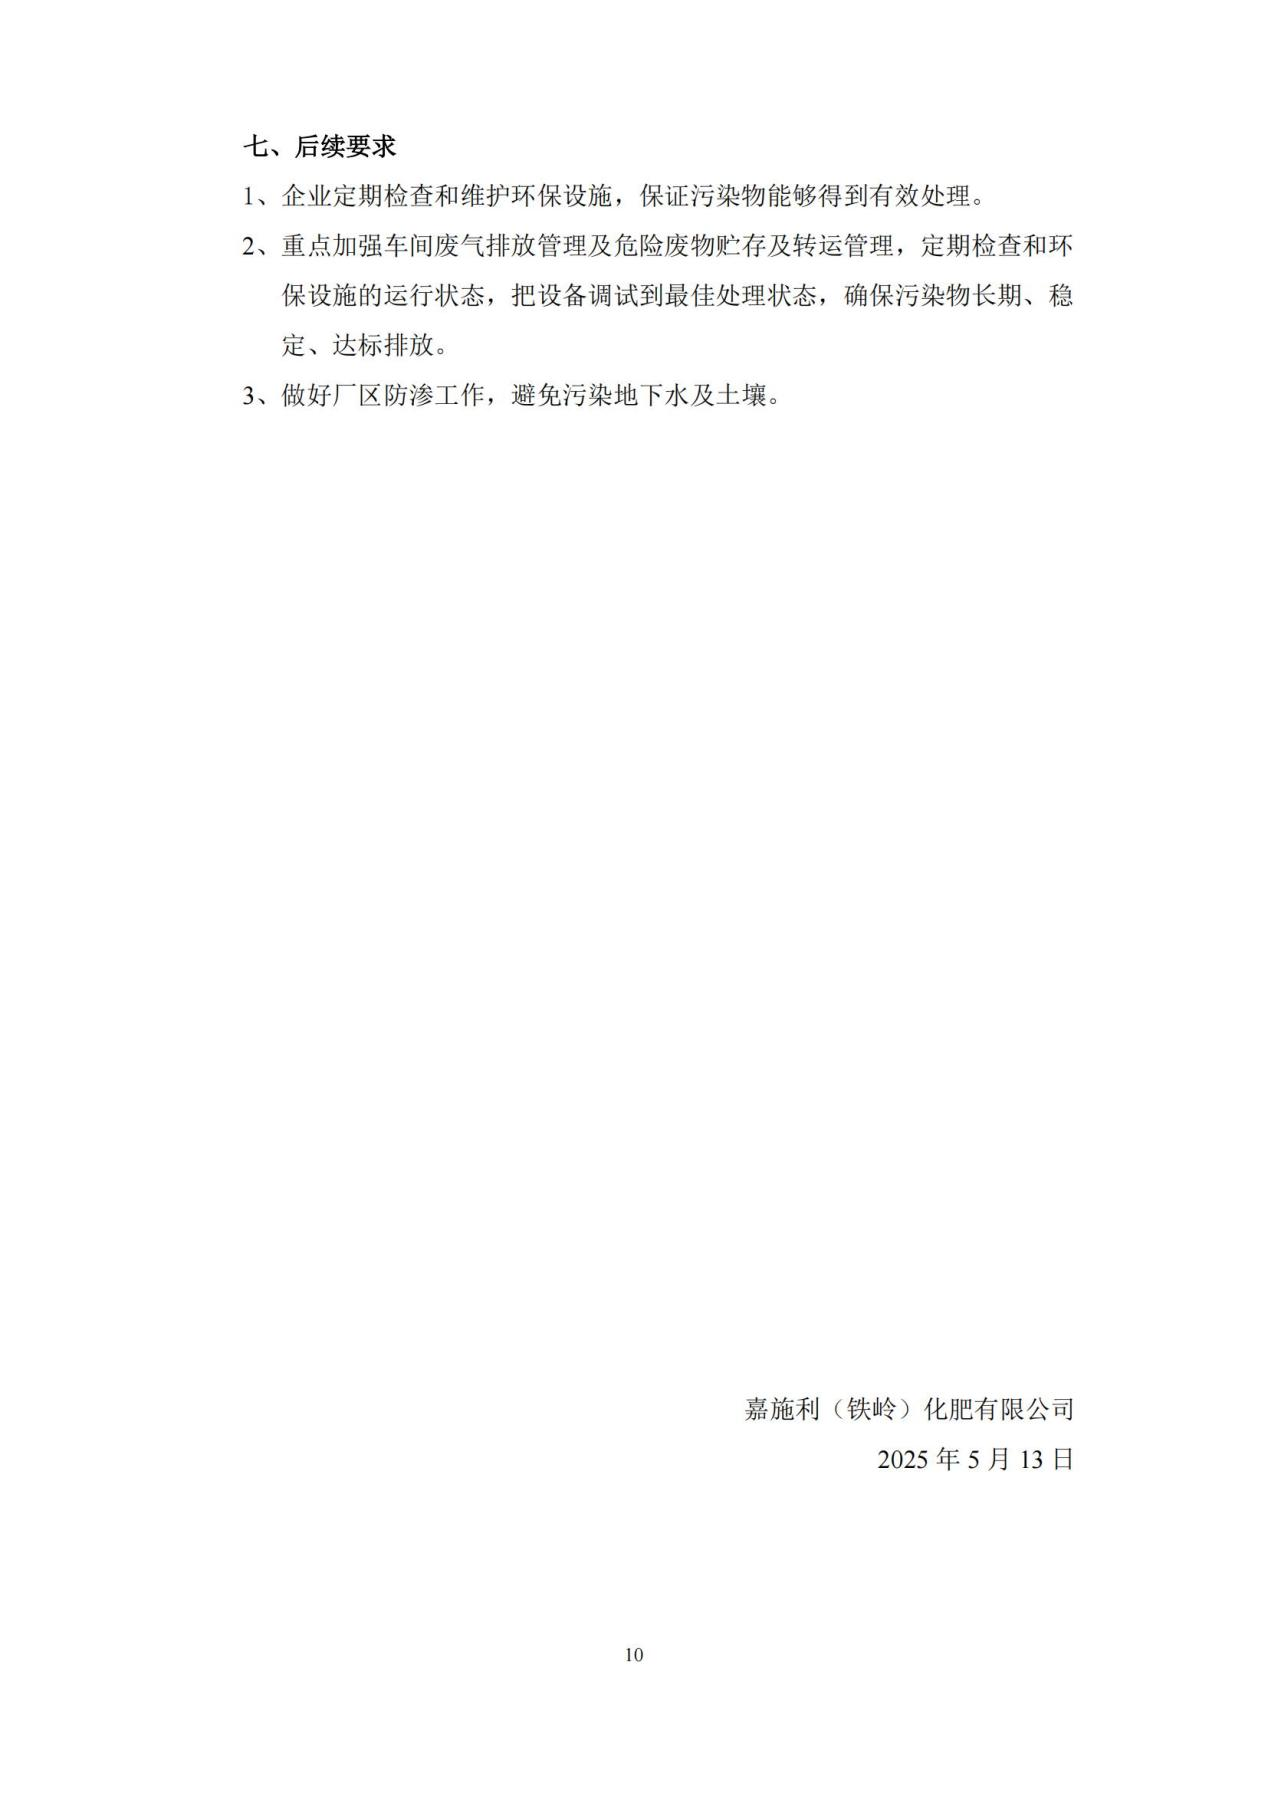 七、后续要求
1、企业定期检查和维护环保设施，保证污染物能够得到有效处理。
2、重点加强车间废气排放管理及危险废物贮存及转运管理，定期检查和环
保设施的运行状态，把设备调试到最佳处理状态，确保污染物长期、稳
定、达标排放。
3、做好厂区防渗工作，避免污染地下水及土壤。
嘉施利（铁岭）化肥有限公司
2025 年 5 月 13 日
10